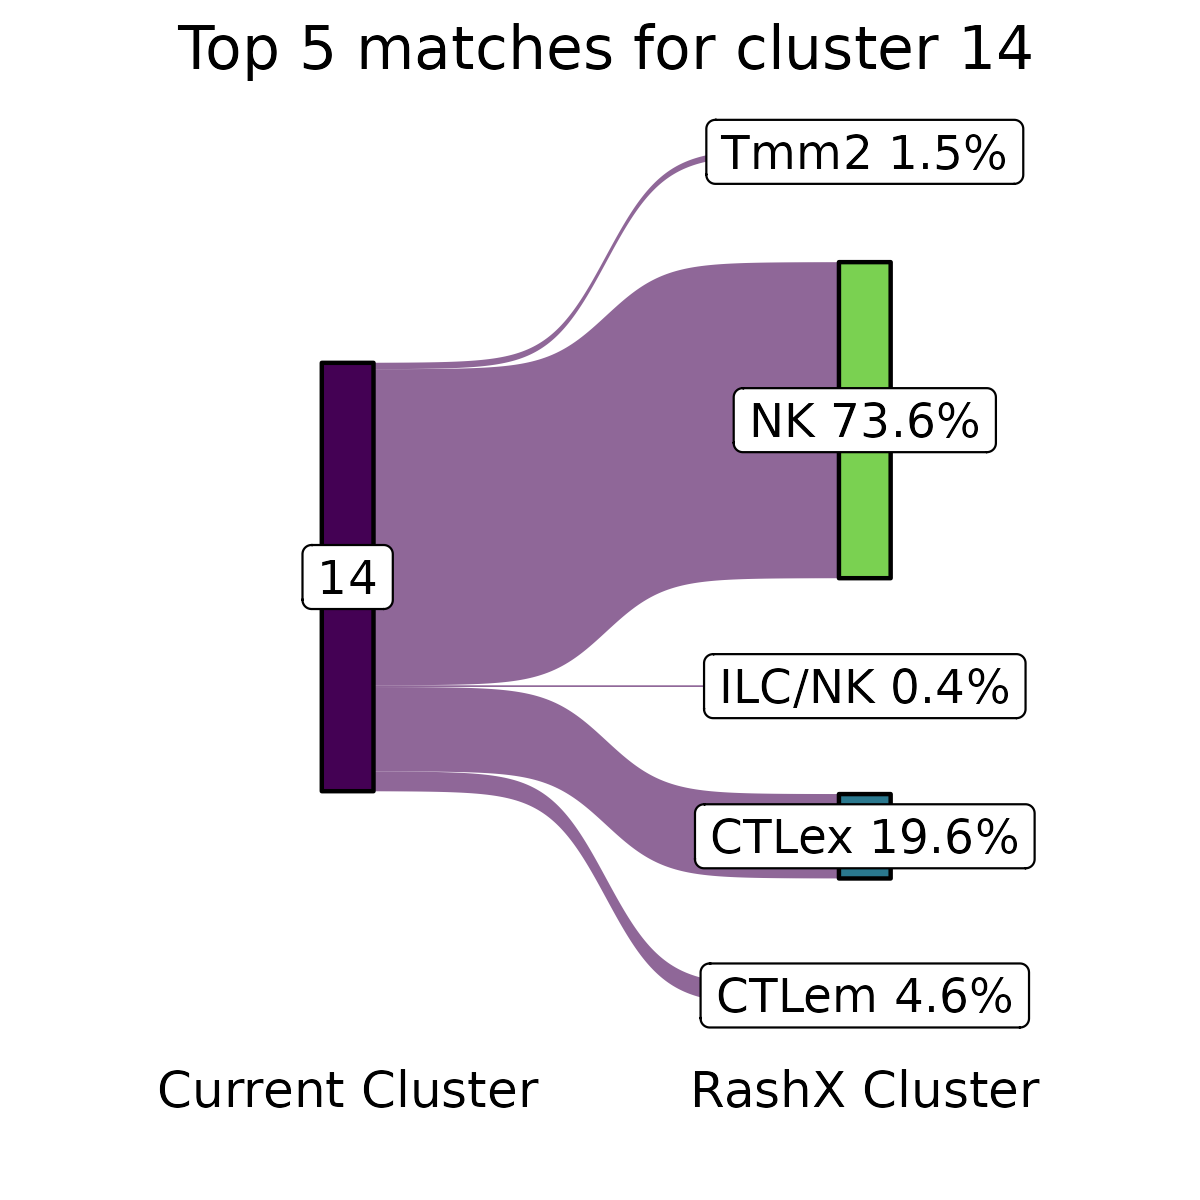 Top 5 matches for cluster 14
Tmm2 1.5%
NK 73.6%
14
ILC/NK 0.4%
CTLex 19.6%
CTLem 4.6%
Current Cluster
RashX Cluster